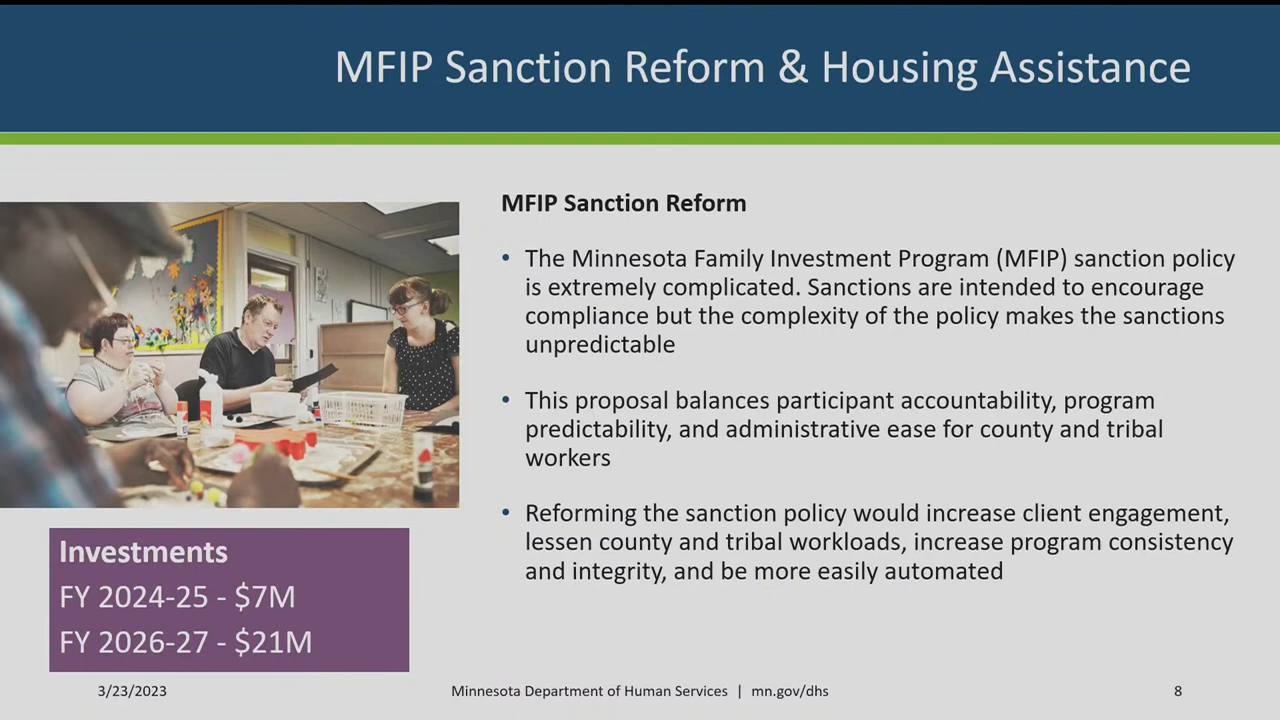 MFIP Sanction Reform & Housing Assistance
MFIP Sanction Reform
• The Minnesota Family Investment Program (MFIP) sanction policy
is extremely complicated. Sanctions are intended to encourage
compliance but the complexity of the policy makes the sanctions
unpredictable
• This proposal balances participant accountability, program
predictability, and administrative ease for county and tribal
workers
• Reforming the sanction policy would increase client engagement,
lessen county and tribal workloads, increase program consistency
and integrity, and be more easily automated
Investments
FY 2024-25 - $7M
FY 2026-27 - $21M
3/23/2023
Minnesota Department of Human Services | mn.gov/dhs
8